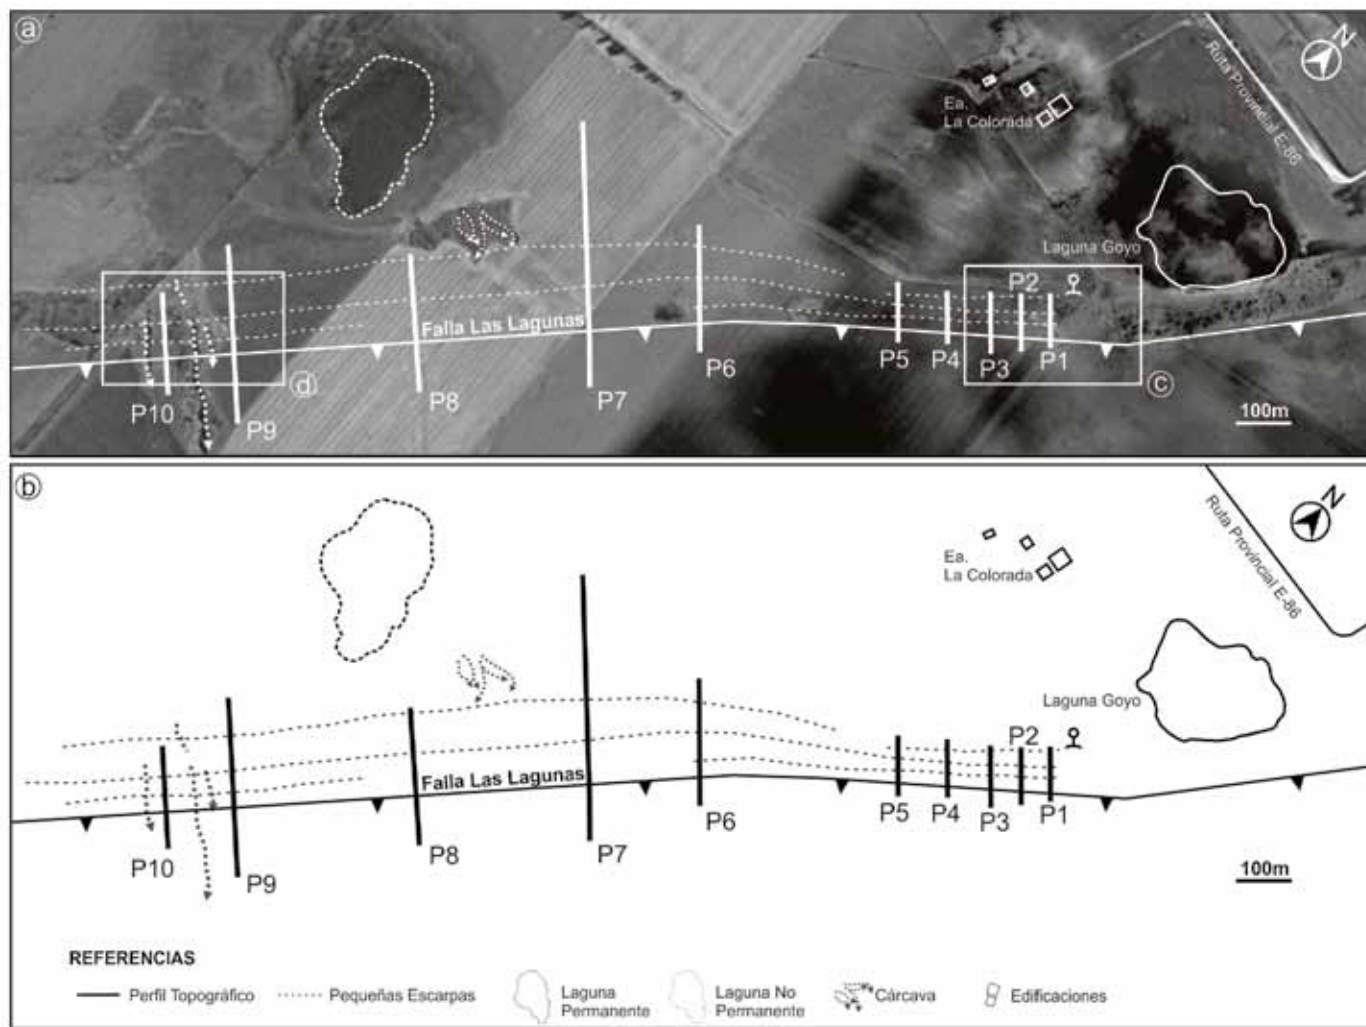 a
N
Ruta Provincial E-86
Ea.
La Colorada
Laguna Goyo
P2
Falla Las Lagunas
P10
P9
P8
P7
P6
P5
P4
P3
P1
d
c
100m
b
N
Ruta Provincial E-86
Ea.
La Colorada
Laguna Goyo
P2
Falla Las Lagunas
P10
P9
P8
P7
P6
P5
P4
P3
P1
100m
REFERENCIAS
Perfil Topográfico
Pequeñas Escarpas
Laguna
Permanente
Laguna No
Permanente
Cárcava
Edificaciones